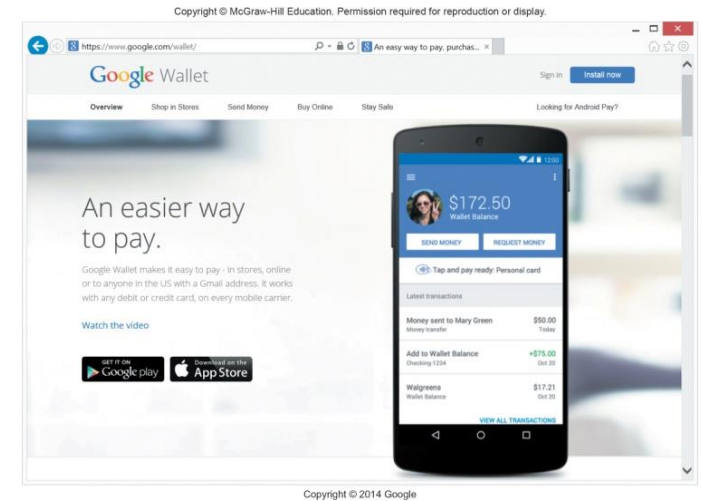 Copyright © McGraw-Hill Education. Permission required for reproduction or display.
https://www.google.com/wallet/
An easy way to pay, purchas...
Google Wallet
Sign in
Install now
Overview
Shop in Stores
Send Money
Buy Online
Stay Safe
Looking for Android Pay?
12:00
$172.50
Wallet Balance
SEND MONEY
REQUEST MONEY
An easier way
to pay.
Google Wallet makes it easy to pay - in stores, online
or to anyone in the US with a Gmail address. It works
with any debit or credit card, on every mobile carrier.
Watch the video
GET IT ON
Google play
Download on the
App Store
Tap and pay ready: Personal card
Latest transactions
Money sent to Mary Green $50.00
Money transfer Today
Add to Wallet Balance +$75.00
Checking 1234 Oct 20
Walgreens $17.21
Wallet Balance Oct 20
VIEW ALL TRANSACTIONS
Copyright © 2014 Google